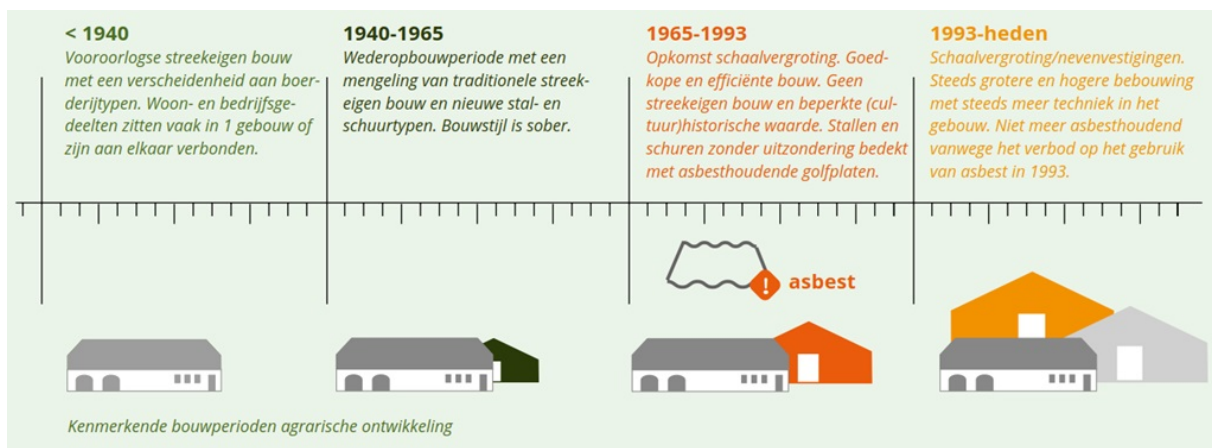 < 1940
Vooroorlogse streekeigen bouw
met een verscheidenheid aan boer-
derijtypen. Woon- en bedrijfsge-
deelten zitten vaak in 1 gebouw of
zijn aan elkaar verbonden.
1940-1965
Wederopbouwperiode met een
mengeling van traditionele streek-
eigen bouw en nieuwe stal- en
schuurtypen. Bouwstijl is sober.
1965-1993
Opkomst schaalvergroting. Goed-
kope en efficiënte bouw. Geen
streekeigen bouw en beperkte (cul-
tuur)historische waarde. Stallen en
schuren zonder uitzondering bedekt
met asbesthoudende golfplaten.
1993-heden
Schaalvergroting/nevenvestigingen.
Steeds grotere en hogere bebouwing
met steeds meer techniek in het
gebouw. Niet meer asbesthoudend
vanwege het verbod op het gebruik
van asbest in 1993.
! asbest
Kenmerkende bouwperioden agrarische ontwikkeling